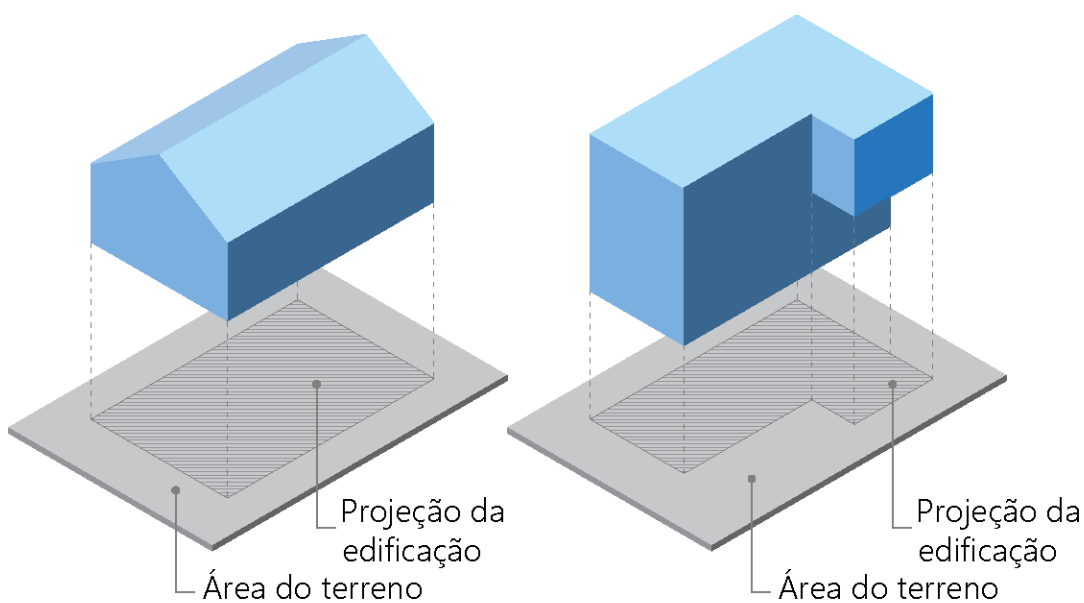 Projeção da
edificação
Área do terreno
Projeção da
edificação
Área do terreno